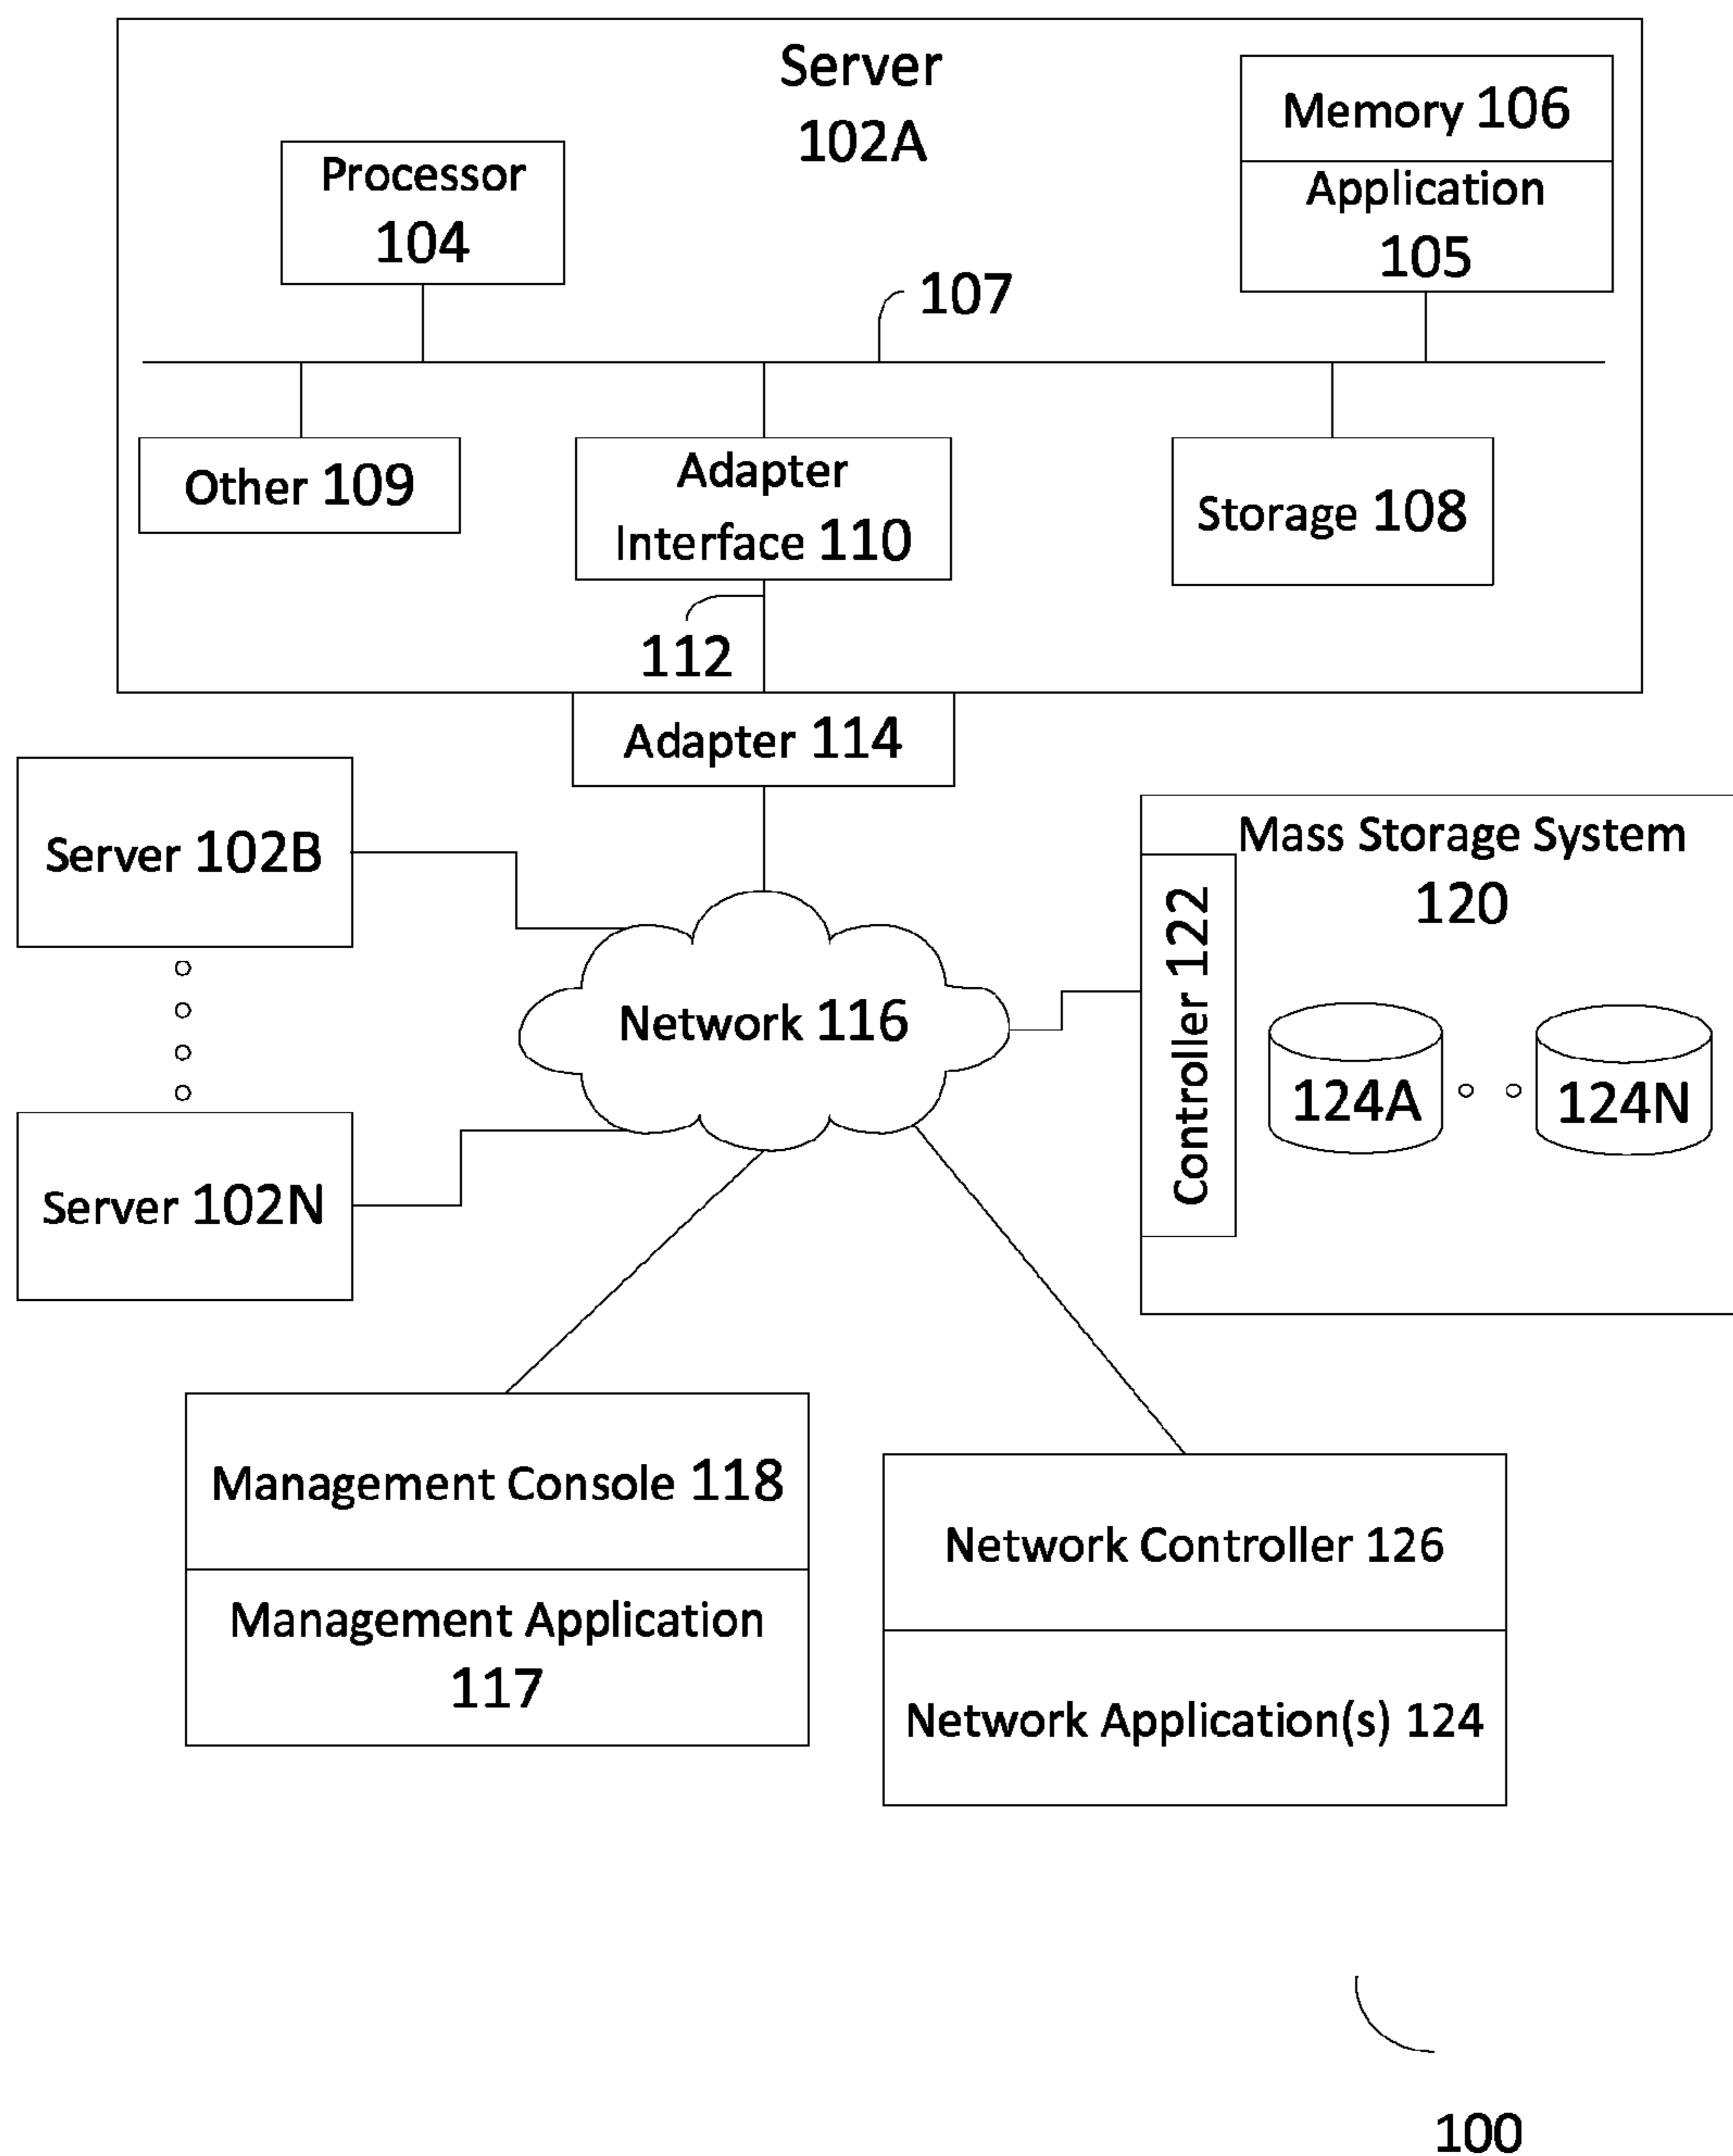 Server
102A
Memory 106
Processor
104
Application
105
107
Other 109
Adapter
Interface 110
Storage 108
112
Adapter 114
Server 102B
Mass Storage System
120
Controller 122
Network 116
124A
124N
Server 102N
Management Console 118
Management Application
117
Network Controller 126
Network Application(s) 124
100